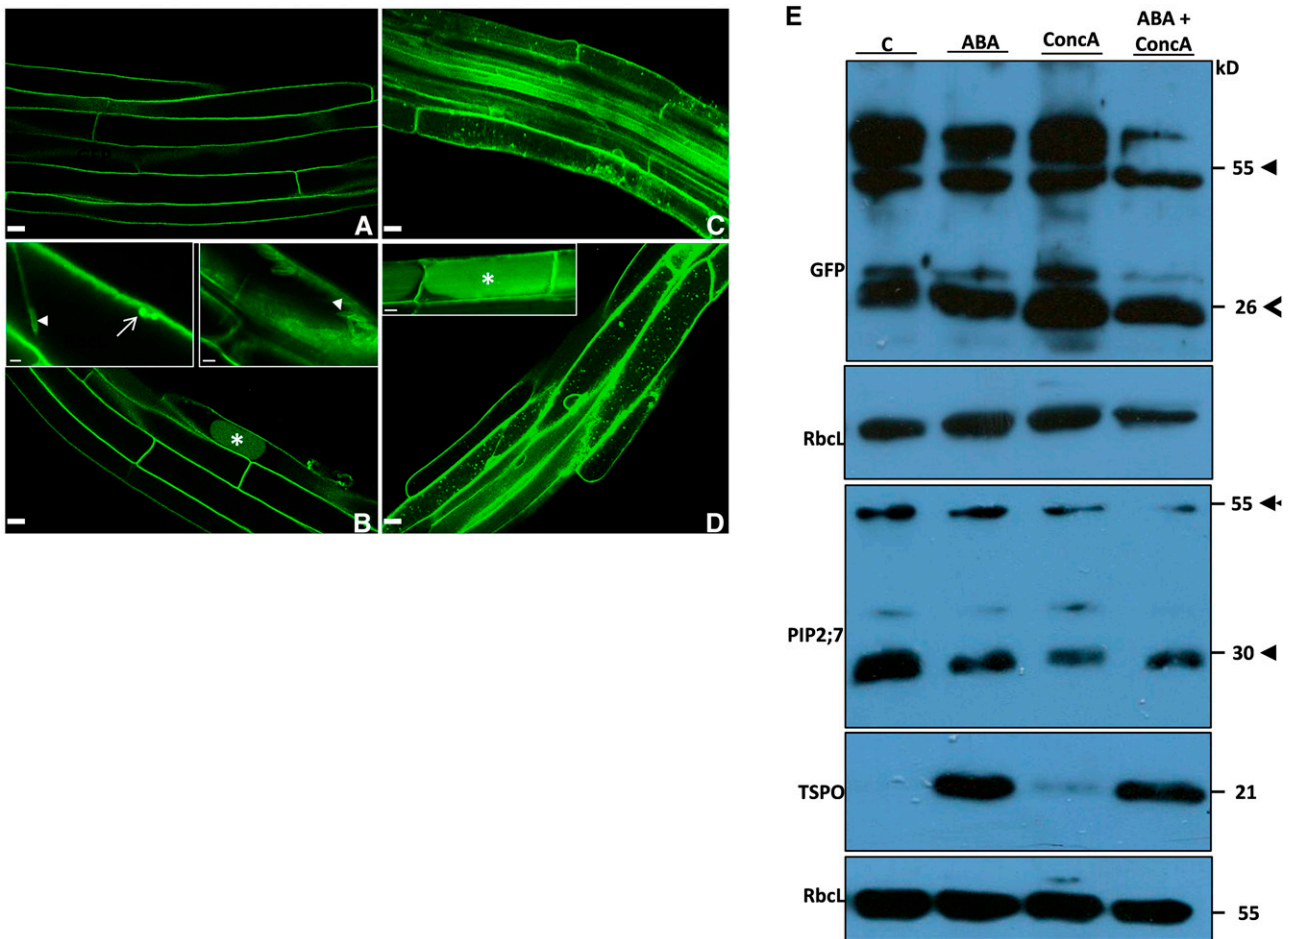 A
C
B
D
*
*
E
C
ABA
ConcA
ABA +
ConcA
kD
55
GFP
26
RbcL
55
PIP2;7
30
TSPO
21
RbcL
55